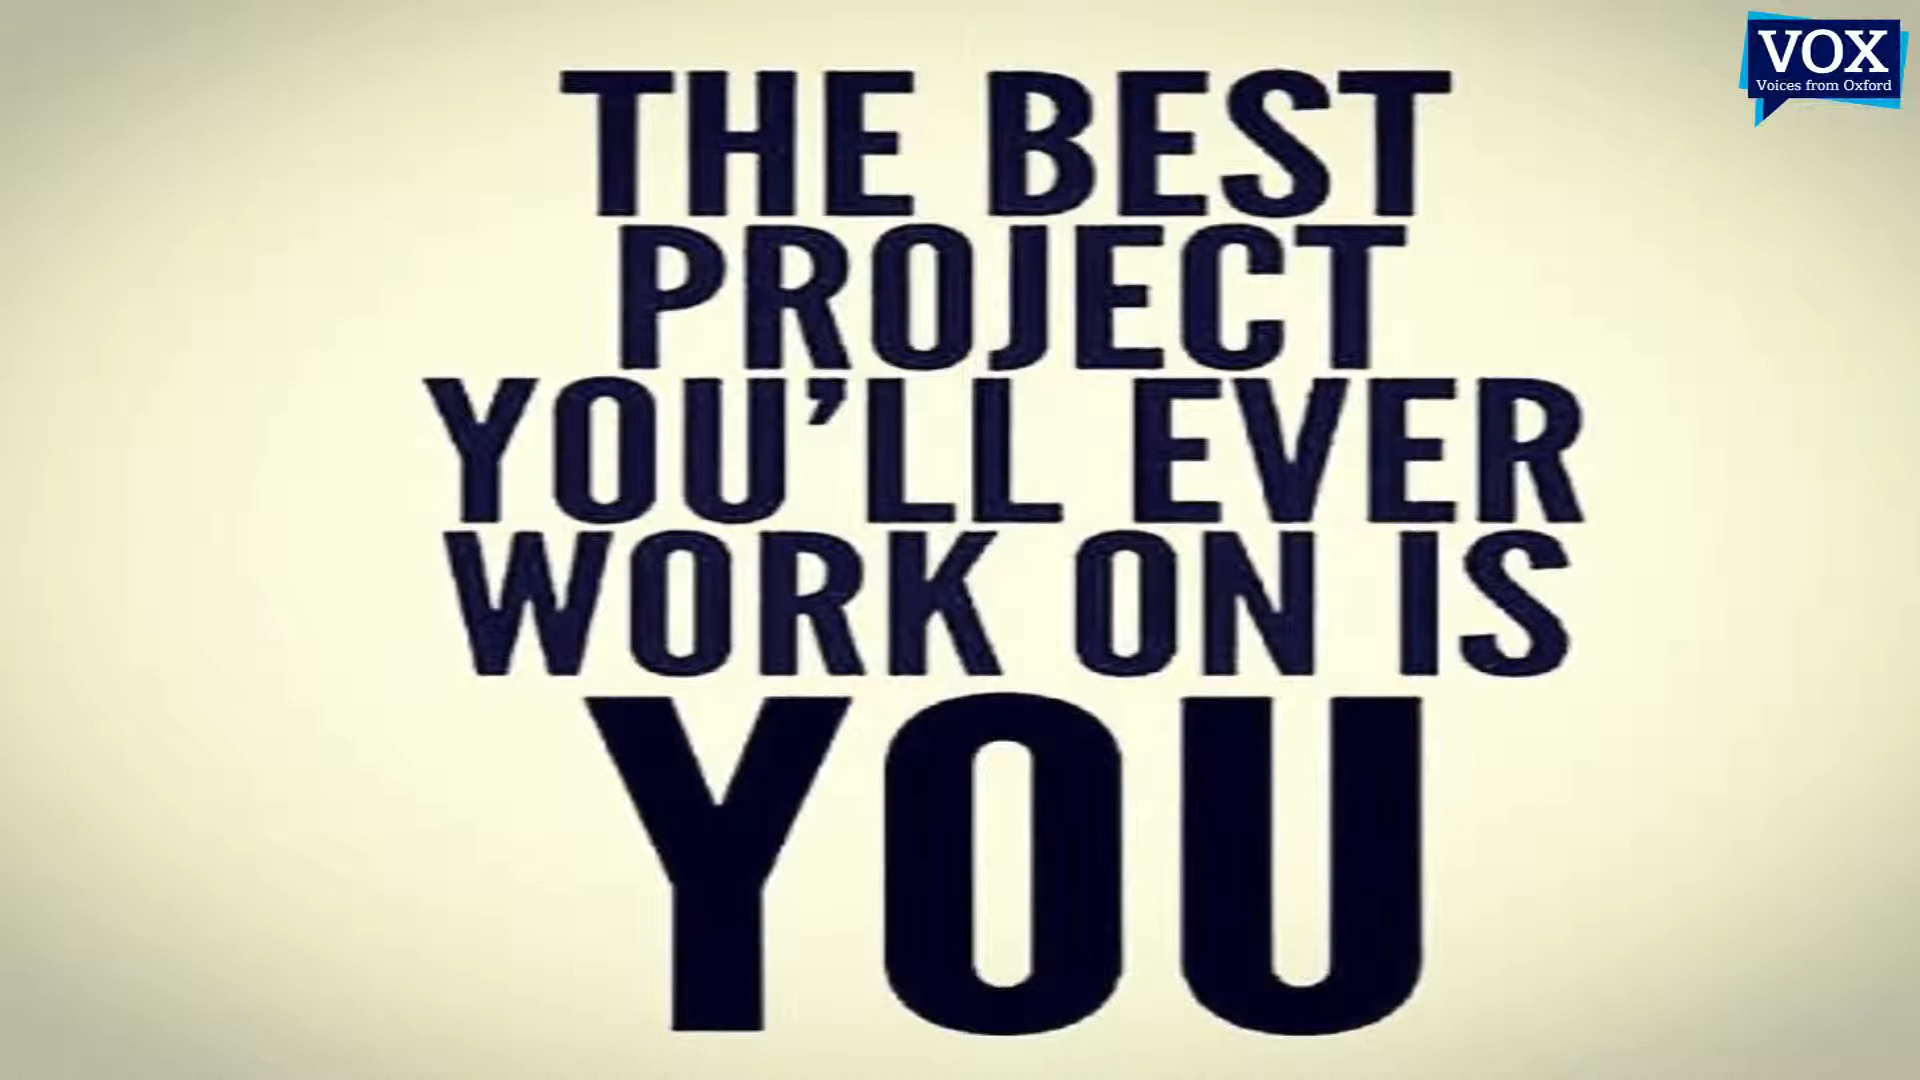 THE BEST
PROJECT
YOU’LL EVER
WORK ON IS
YOU
VOX
Voices from Oxford